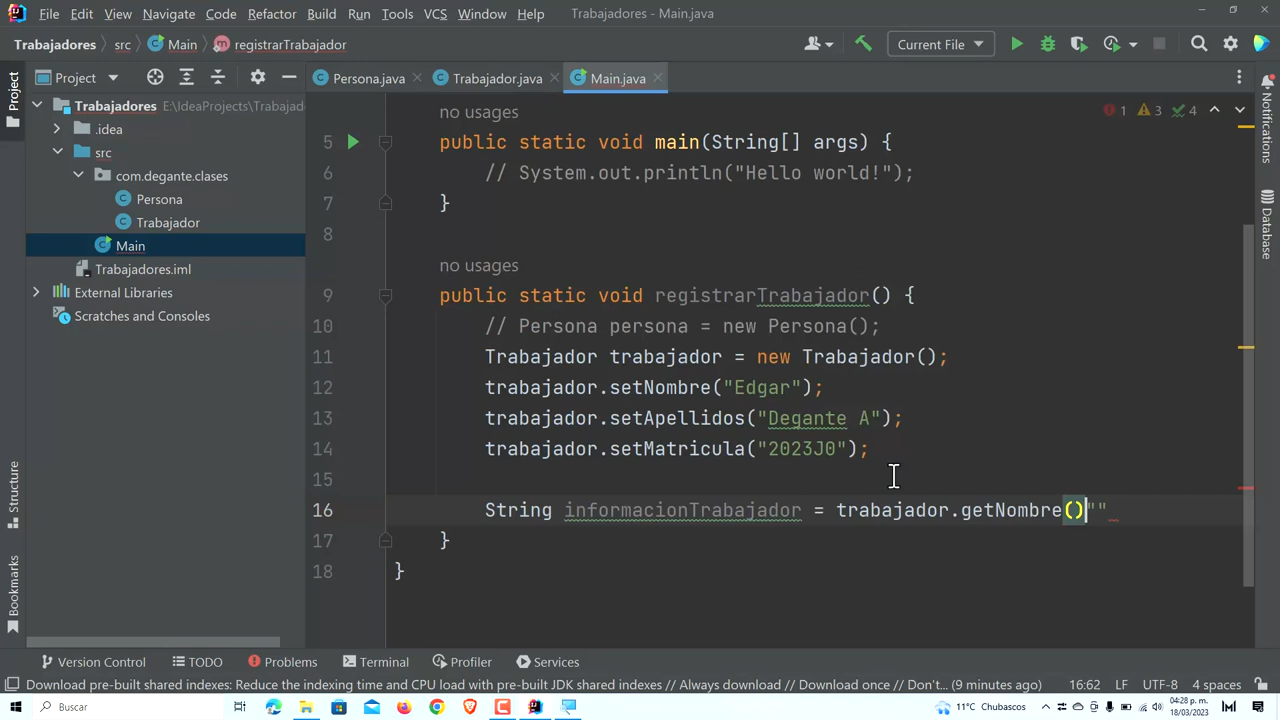 File Edit View Navigate Code Refactor Build Run Tools VCS Window Help Trabajadores - Main.java
Trabajadores src Main registrarTrabajador Current File
Project Persona.java Trabajador.java Main.java
Trabajadores E:\IdeaProjects\Trabajad
.idea
src
com.degante.clases
Persona
Trabajador
Main
Trabajadores.iml
External Libraries
Scratches and Consoles
Project
Structure
Bookmarks
1 3 4
no usages
5 public static void main(String[] args) {
6 // System.out.println("Hello world!");
7 }
8
no usages
9 public static void registrarTrabajador() {
10 // Persona persona = new Persona();
11 Trabajador trabajador = new Trabajador();
12 trabajador.setNombre("Edgar");
13 trabajador.setApellidos("Degante A");
14 trabajador.setMatricula("2023J0");
15
16 String informacionTrabajador = trabajador.getNombre()""
17 }
18 }
Notifications
Database
Version Control TODO Problems Terminal Profiler Services
Download pre-built shared indexes: Reduce the indexing time and CPU load with pre-built JDK shared indexes // Always download // Download once // Don't... (9 minutes ago) 16:62 LF UTF-8 4 spaces
Buscar 11°C Chubascos 04:28 p. m.
18/03/2023